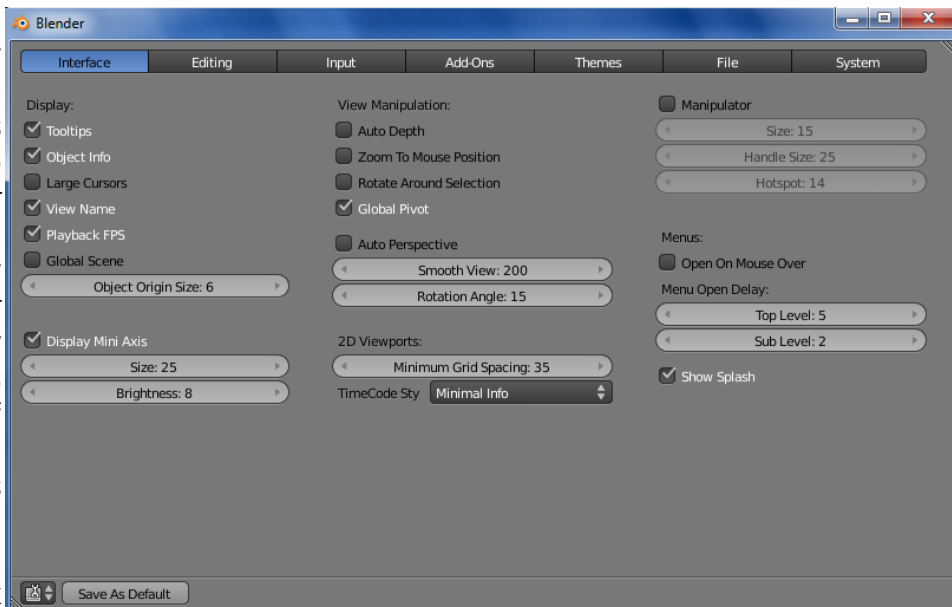 Blender
Interface Editing Input Add-Ons Themes File System
Display:
Tooltips
Object Info
Large Cursors
View Name
Playback FPS
Global Scene
Object Origin Size: 6
Display Mini Axis
Size: 25
Brightness: 8
View Manipulation:
Auto Depth
Zoom To Mouse Position
Rotate Around Selection
Global Pivot
Auto Perspective
Smooth View: 200
Rotation Angle: 15
2D Viewports:
Minimum Grid Spacing: 35
TimeCode Sty Minimal Info
Manipulator
Size: 15
Handle Size: 25
Hotspot: 14
Menus:
Open On Mouse Over
Menu Open Delay:
Top Level: 5
Sub Level: 2
Show Splash
Save As Default